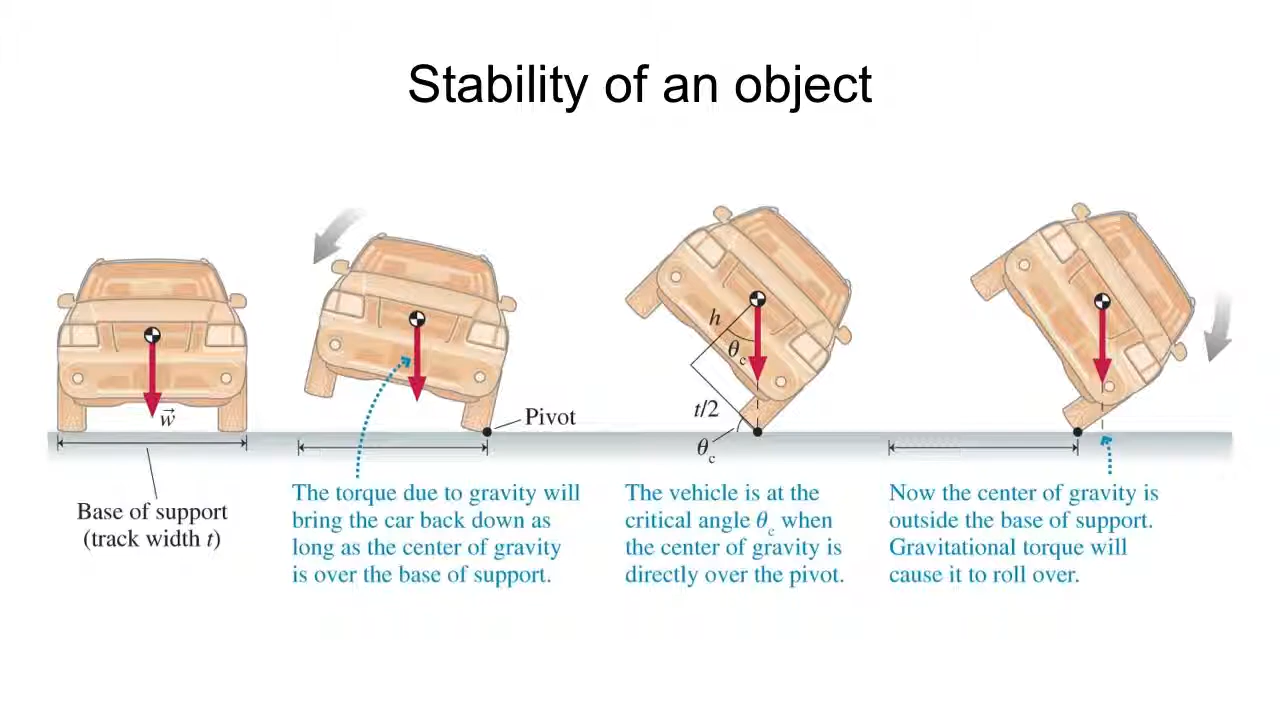 Stability of an object
w⃗
Base of support
(track width t)
Pivot
The torque due to gravity will
bring the car back down as
long as the center of gravity
is over the base of support.
h
θc
t/2
θc
The vehicle is at the
critical angle θc when
the center of gravity is
directly over the pivot.
Now the center of gravity is
outside the base of support.
Gravitational torque will
cause it to roll over.